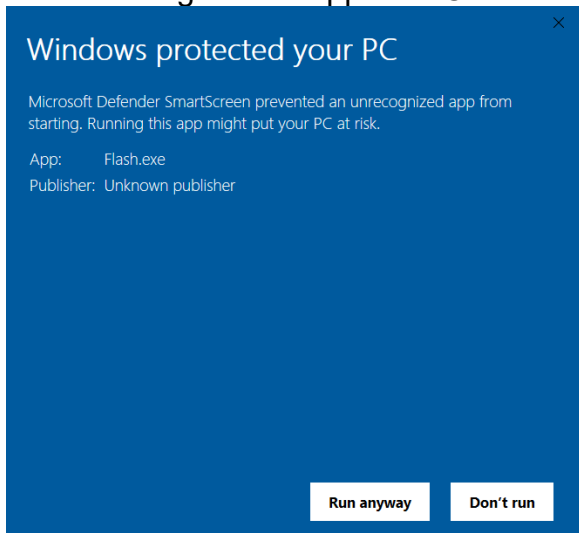 Windows protected your PC
Microsoft Defender SmartScreen prevented an unrecognized app from
starting. Running this app might put your PC at risk.
App: Flash.exe
Publisher: Unknown publisher
Run anyway Don't run